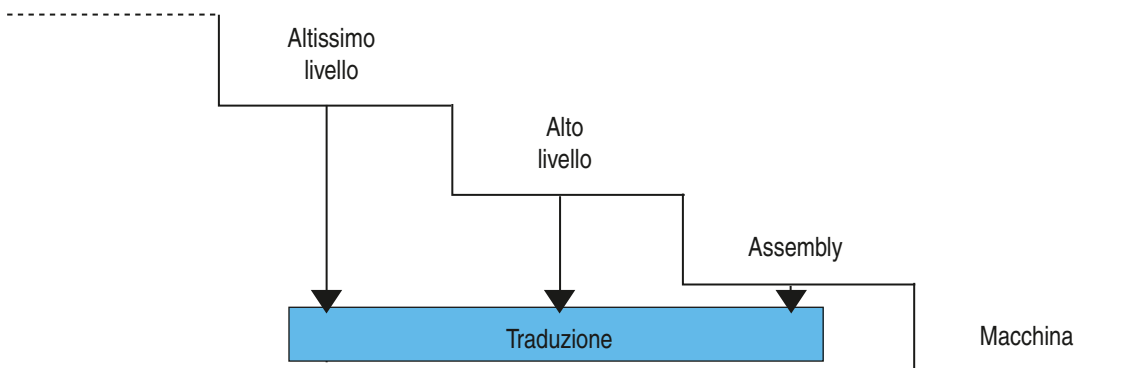 Altissimo
livello
Alto
livello
Assembly
Traduzione
Macchina